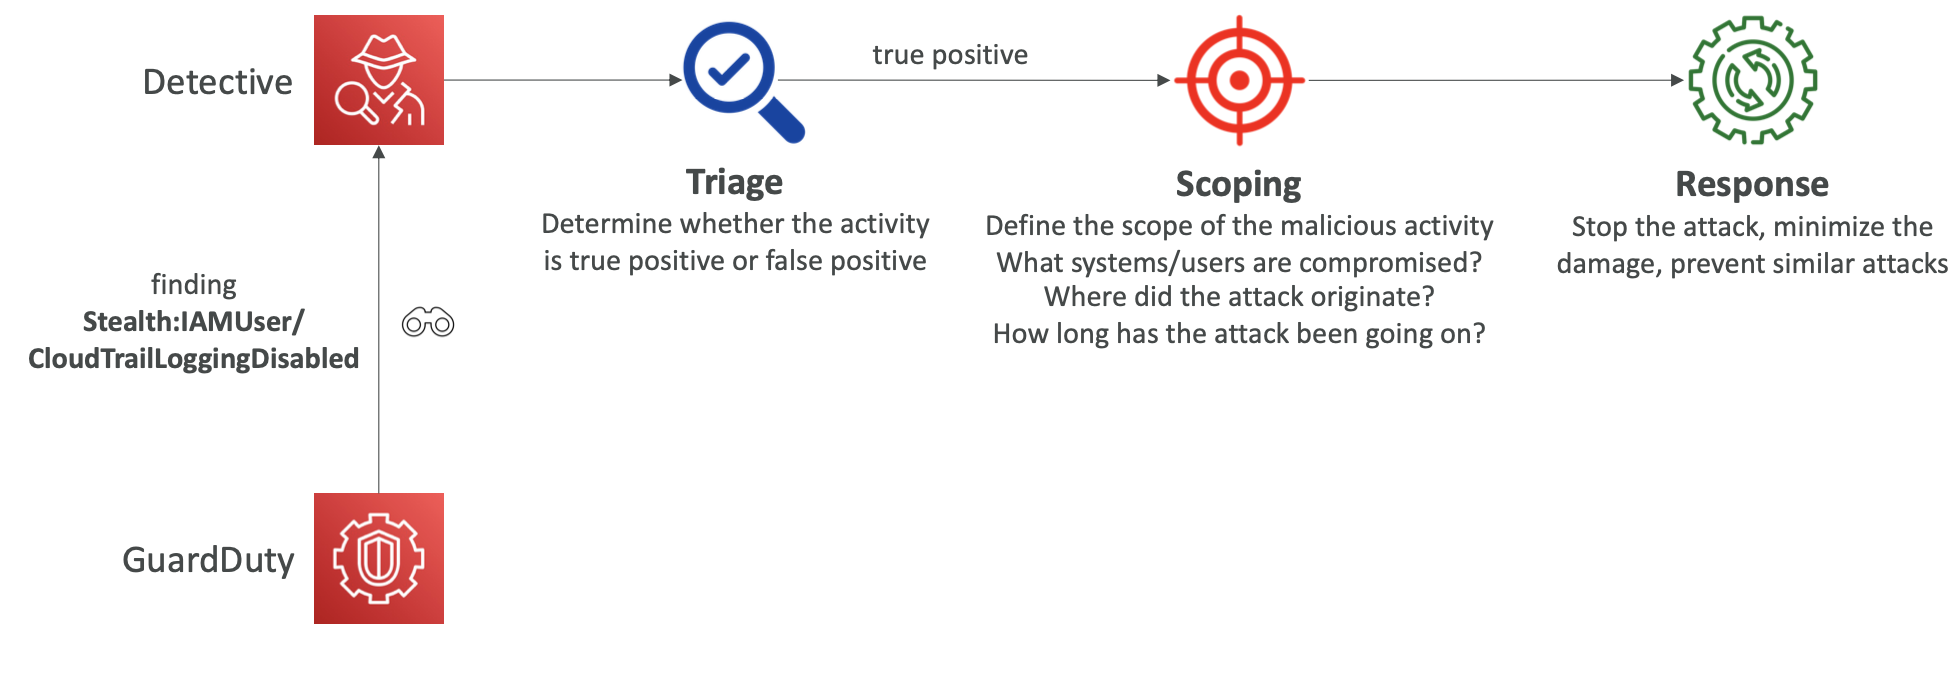 Detective
true positive
Triage
Determine whether the activity
is true positive or false positive
Scoping
Define the scope of the malicious activity
What systems/users are compromised?
Where did the attack originate?
How long has the attack been going on?
Response
Stop the attack, minimize the
damage, prevent similar attacks
finding
Stealth:IAMUser/
CloudTrailLoggingDisabled
GuardDuty